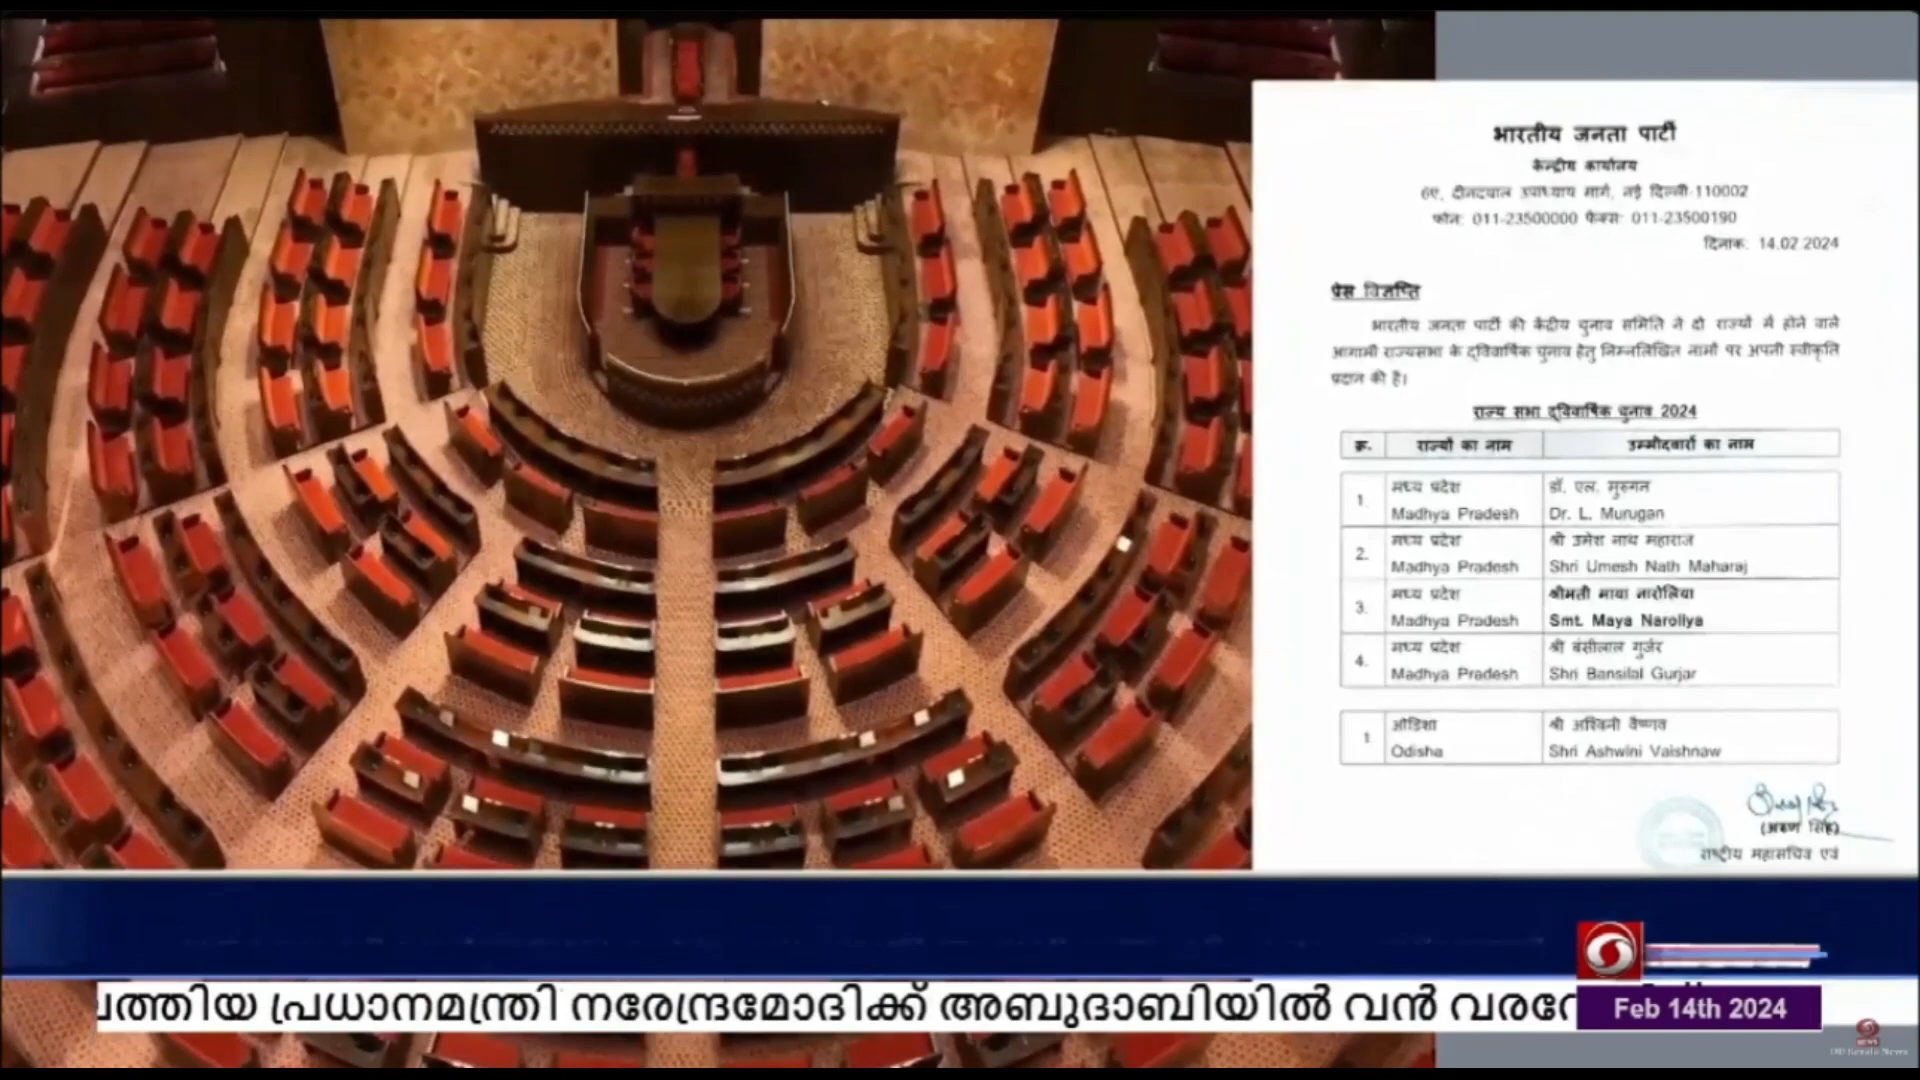 भारतीय जनता पार्टी
केन्द्रीय कार्यालय
6ए, दीनदयाल उपाध्याय मार्ग, नई दिल्ली-110002
फोन: 011-23500000 फैक्स: 011-23500190
दिनांक: 14.02.2024
प्रेस विज्ञप्ति
भारतीय जनता पार्टी की केंद्रीय चुनाव समिति ने दो राज्यों में होने वाले
आगामी राज्यसभा के द्विवार्षिक चुनाव हेतु निम्नलिखित नामों पर अपनी स्वीकृति
प्रदान की है।
राज्य सभा द्विवार्षिक चुनाव 2024
क्र. राज्यों का नाम उम्मीदवारों का नाम
1. मध्य प्रदेश डॉ. एल. मुरुगन
Madhya Pradesh Dr. L. Murugan
2. मध्य प्रदेश श्री उमेश नाथ महाराज
Madhya Pradesh Shri Umesh Nath Maharaj
3. मध्य प्रदेश श्रीमती माया नारोलिया
Madhya Pradesh Smt. Maya Naroliya
4. मध्य प्रदेश श्री बंसीलाल गुर्जर
Madhya Pradesh Shri Bansilal Gurjar
1. ओडिशा श्री अश्विनी वैष्णव
Odisha Shri Ashwini Vaishnaw
(अरुण सिंह)
राष्ट्रीय महासचिव एवं
പ്രധാനമന്ത്രി നരേന്ദ്രമോദിക്ക് അബുദാബിയിൽ വൻ
Feb 14th 2024
NEWS
DD Kerala News